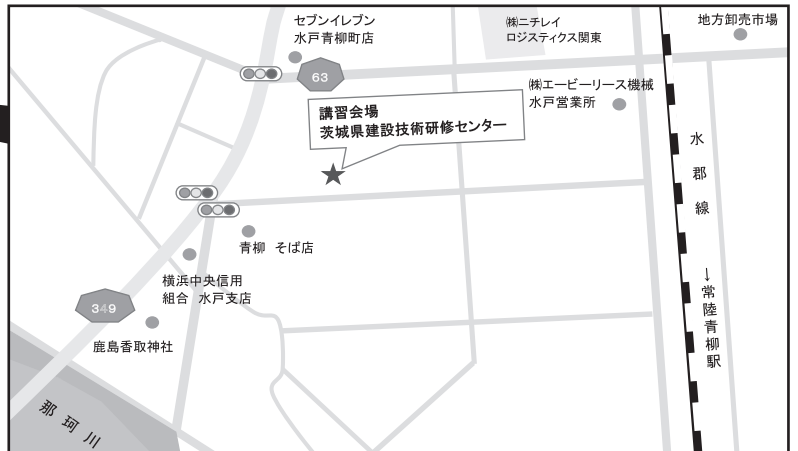 セブンイレブン
水戸青柳町店
㈱ニチレイ
ロジスティクス関東
地方卸売市場
63
㈱エービーリース機械
水戸営業所
講習会場
茨城県建設技術研修センター
水郡線
青柳　そば店
横浜中央信用
組合　水戸支店
↓常陸青柳駅
349
鹿島香取神社
那珂川